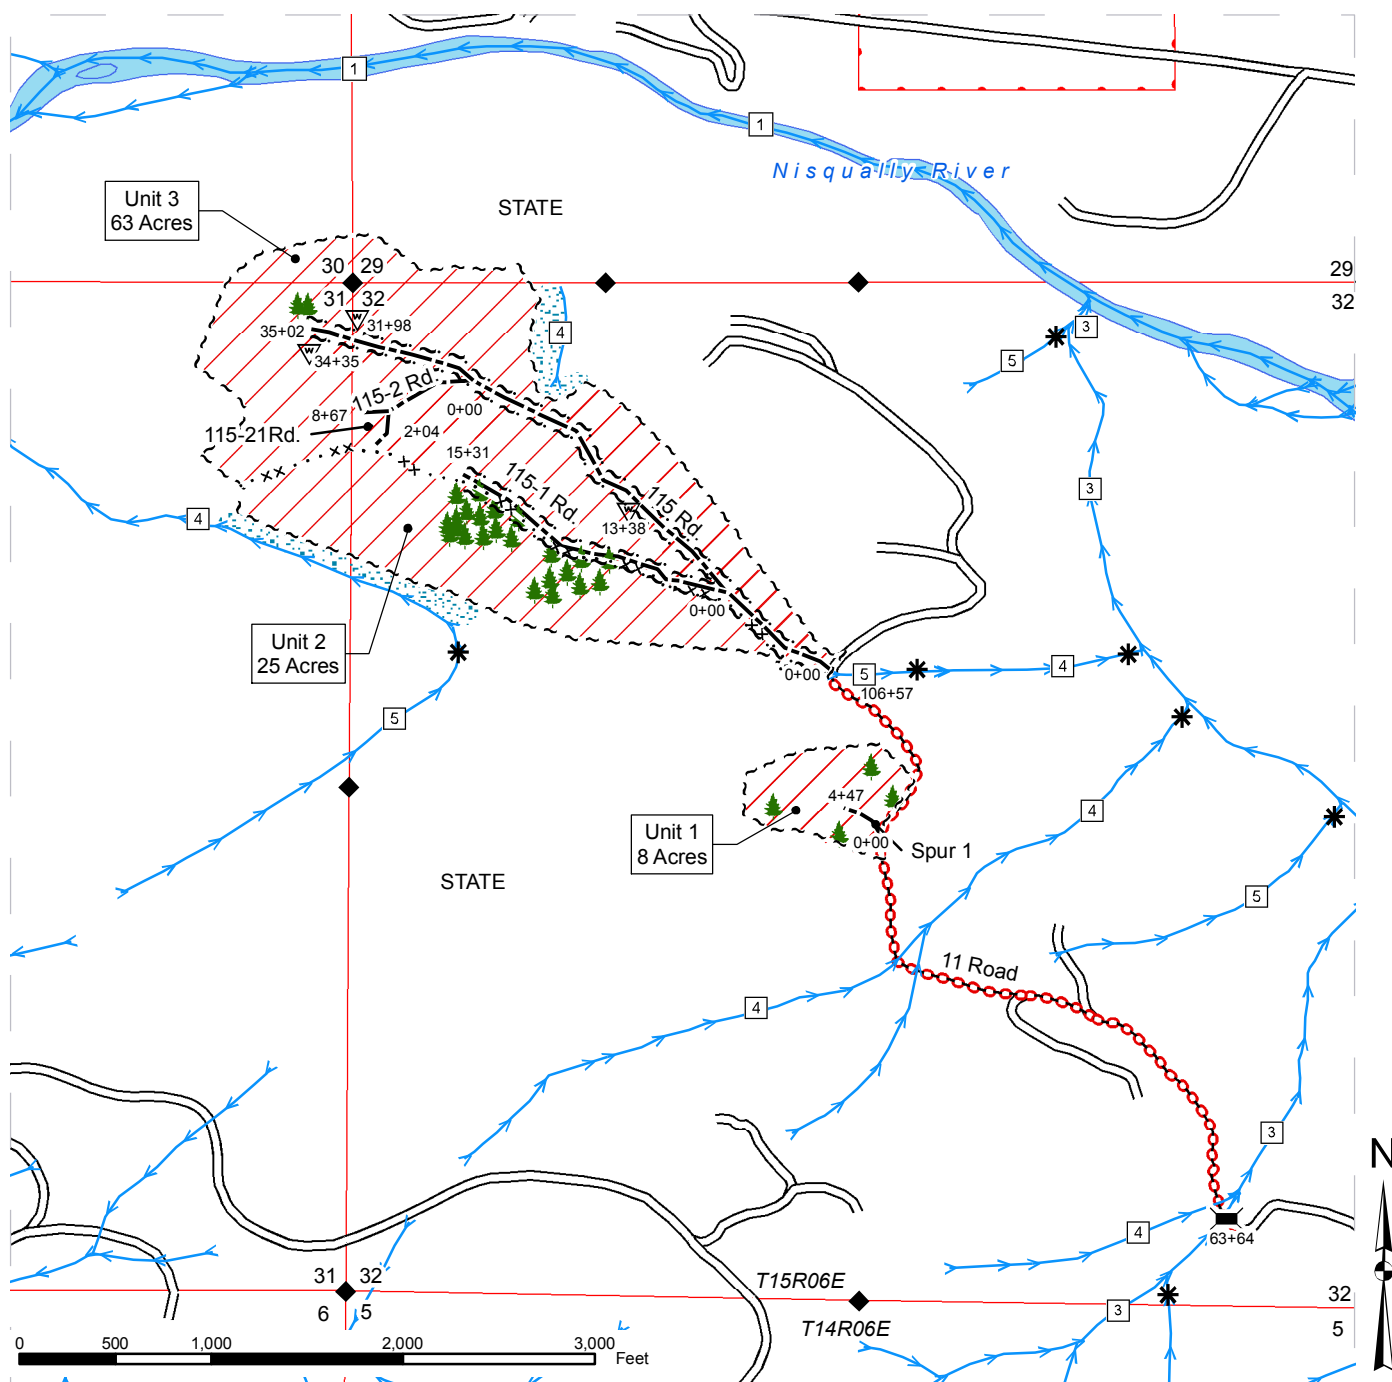 1
1
Nisqually River
Unit 3
63 Acres
STATE
30 29
31 32
29
32
4
3
5
35+02
31+98
34+35
115-2 Rd.
8+67
0+00
115-21Rd.
2+04
15+31
115-1 Rd.
115 Rd.
13+38
3
4
0+00
Unit 2
25 Acres
0+00
5
4
106+57
5
4+47
4
Unit 1
8 Acres
0+00
Spur 1
STATE
5
11 Road
4
3
N
4
63+64
31 32
6 5
T15R06E
T14R06E
3
32
5
0 500 1,000 2,000 3,000
Feet
W
W
W